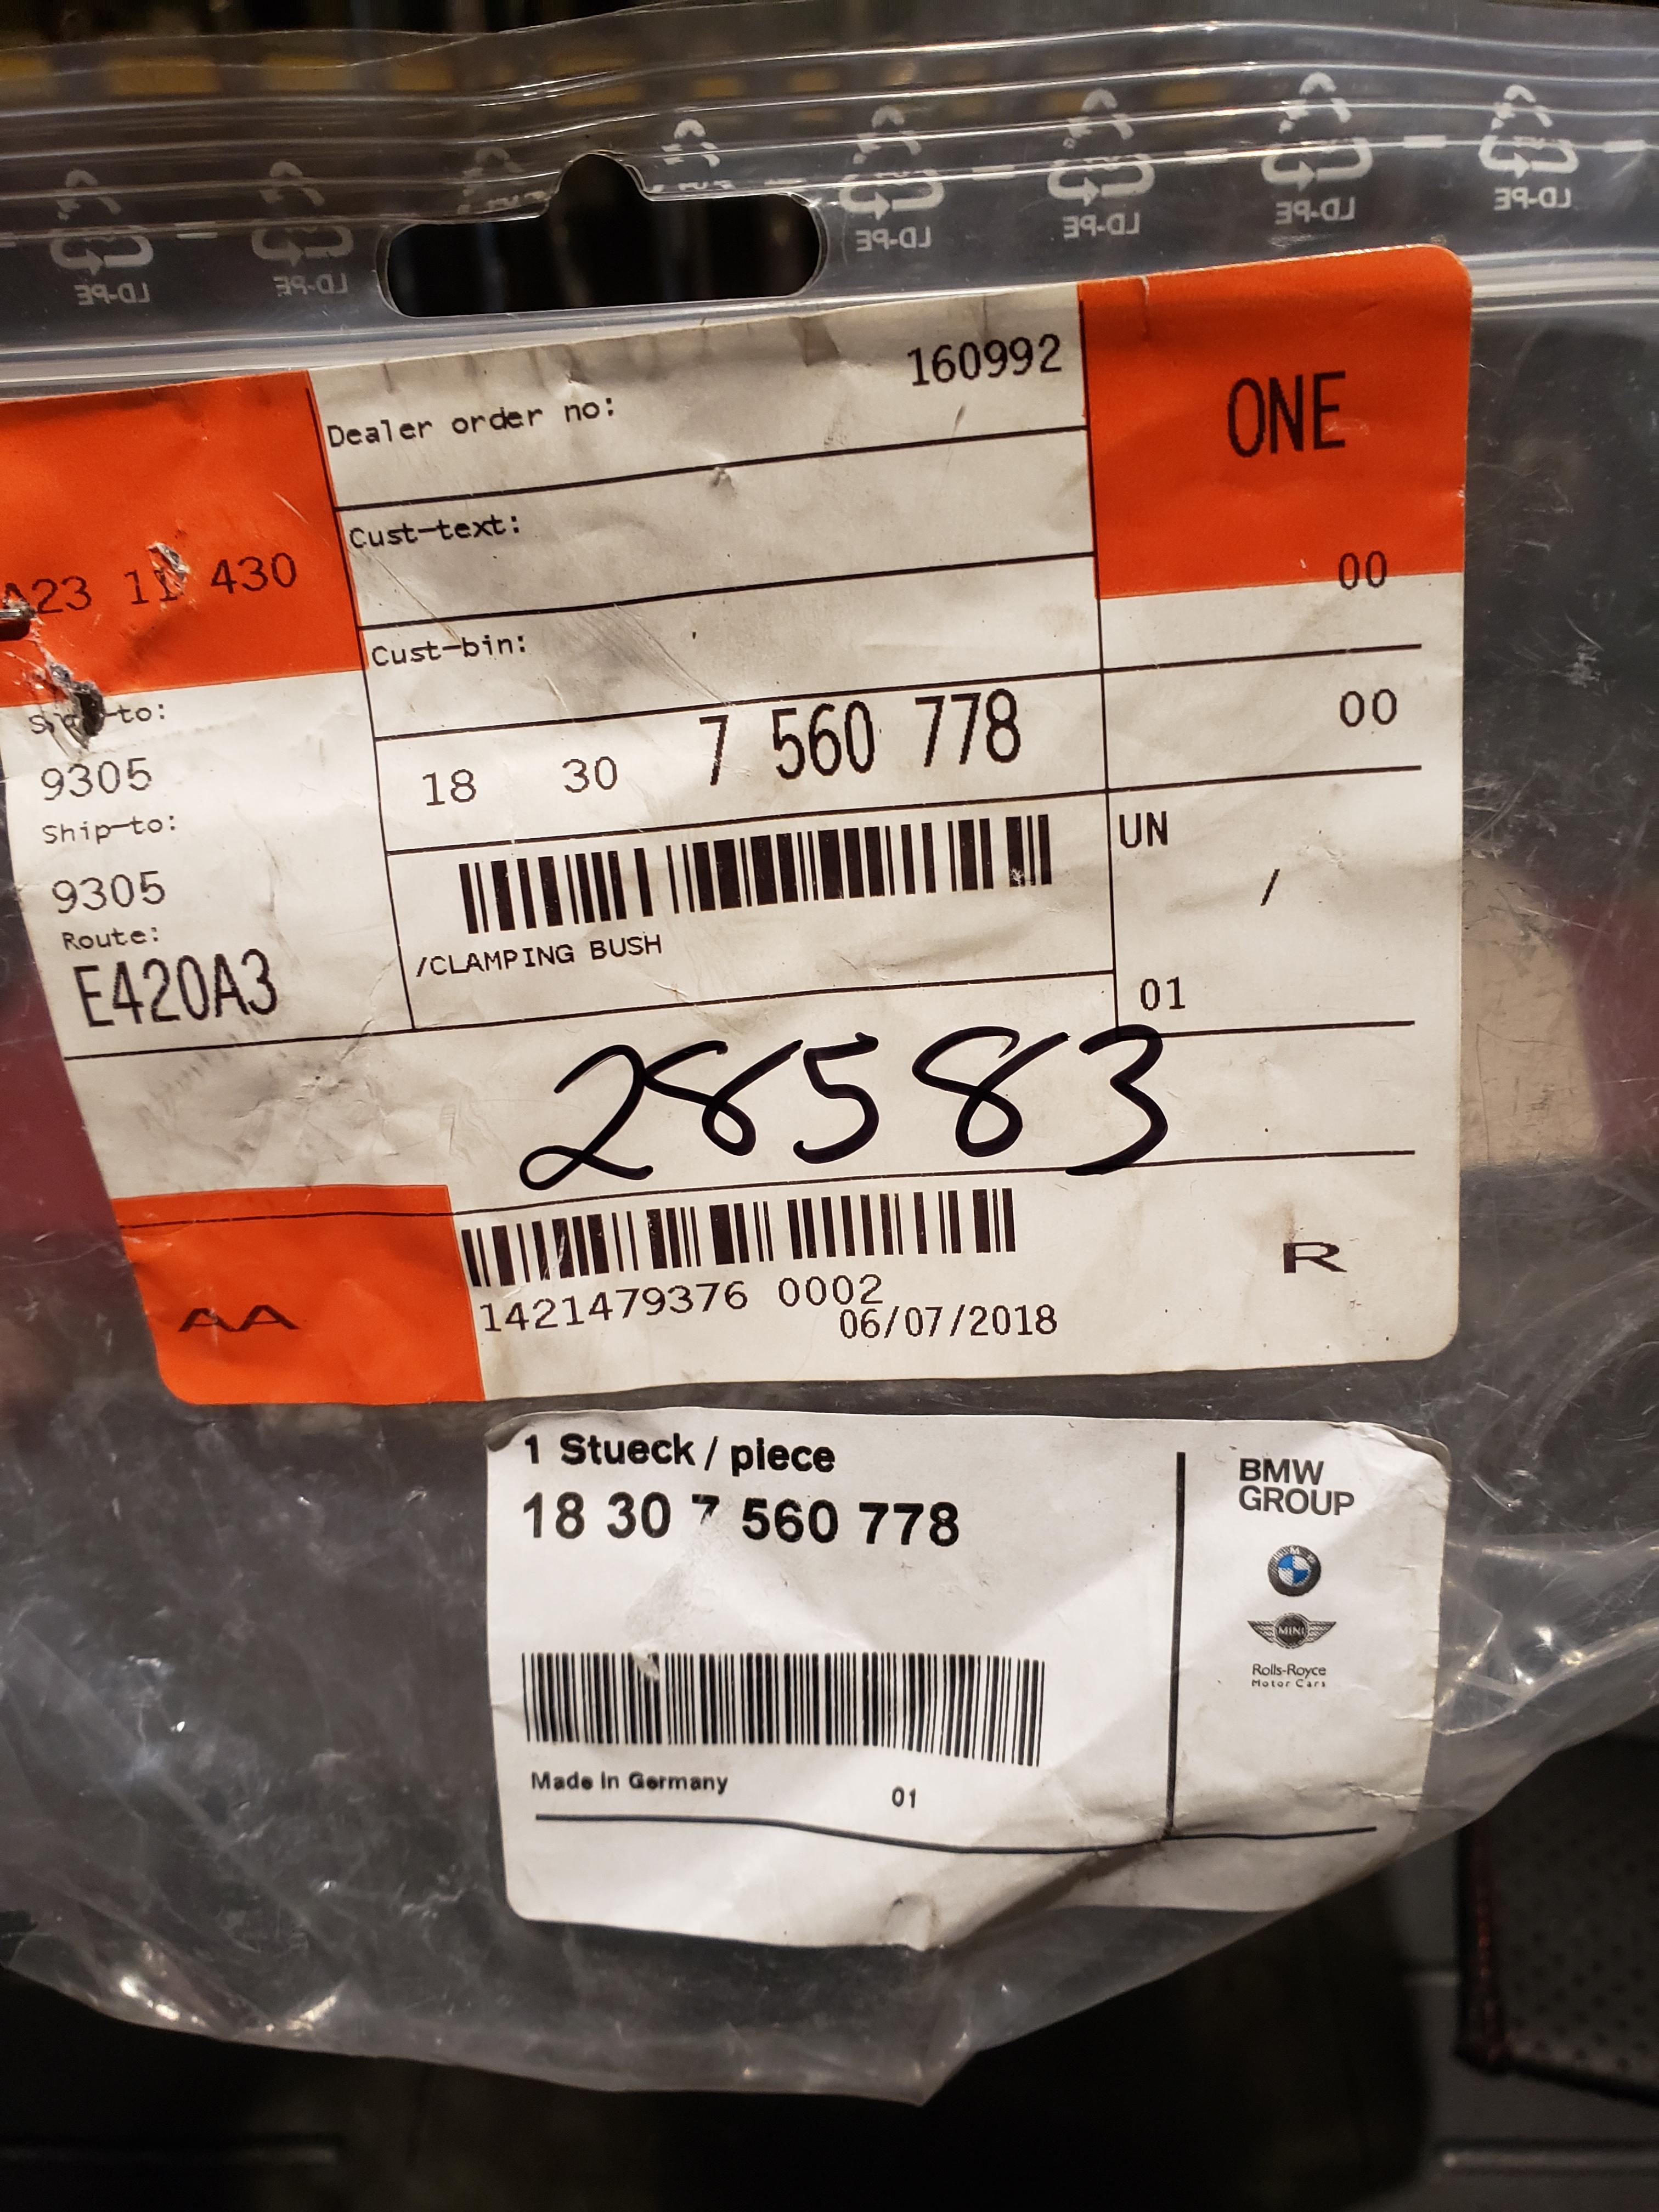 LD-PE LD-PE LD-PE LD-PE LD-PE LD-PE
Dealer order no: 160992
ONE
Cust-text:
430
00
Cust-bin:
18 30 7 560 778
00
9305
Ship-to:
9305
UN
/
Route:
E420A3
/CLAMPING BUSH
01
28583
AA
1421479376 0002
06/07/2018
R
1 Stueck / piece
18 30 7 560 778
BMW
GROUP
MINI
Rolls-Royce
Motor Cars
Made In Germany
01